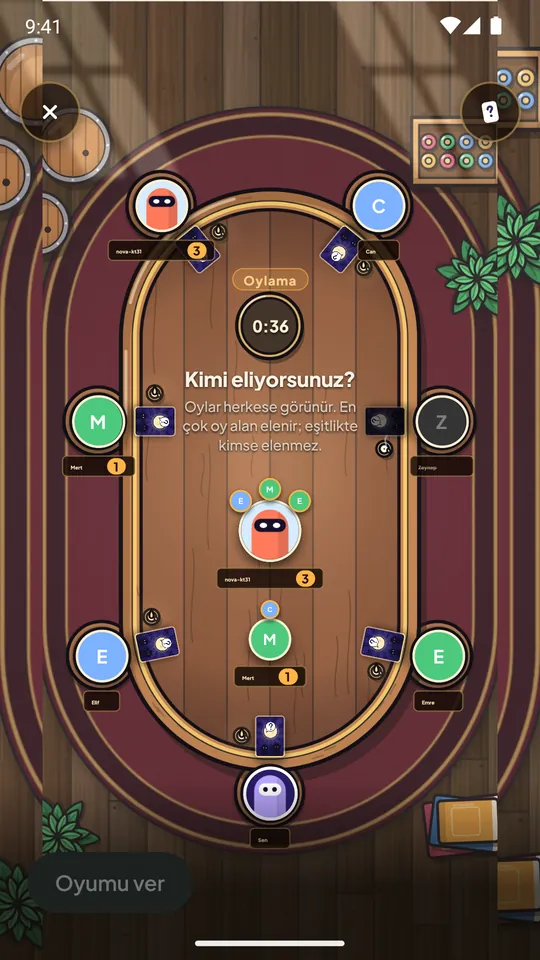 9:41
C
nova-kt31
3
Can
Oylama
0:36
Kimi eliyorsunuz?
Oylar herkese görünür. En
çok oy alan elenir; eşitlikte
kimse elenmez.
M
Mert
1
Z
Zeynep
E
M
E
nova-kt31
3
C
M
Mert
1
E
Elif
E
Emre
?
Sen
Oyumu ver